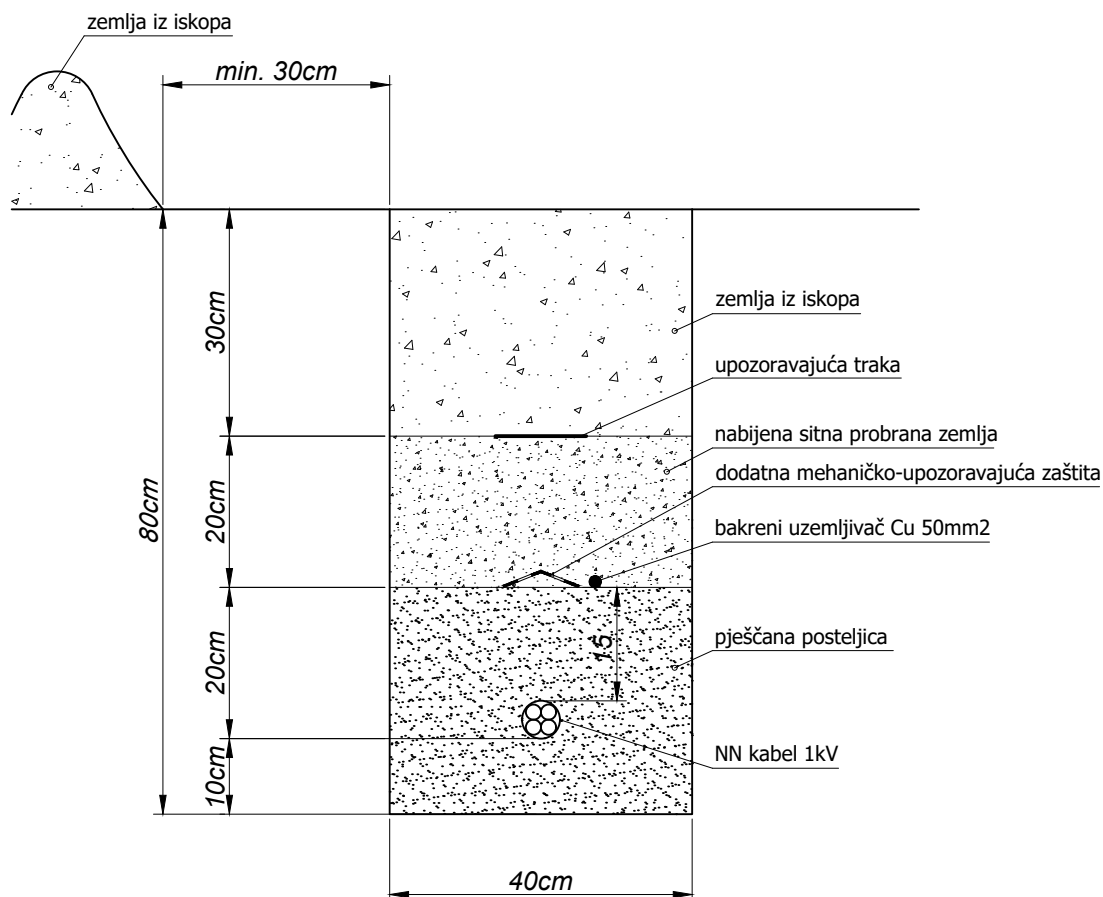 zemlja iz iskopa
min. 30cm
30cm
zemlja iz iskopa
upozoravajuća traka
80cm
20cm
nabijena sitna probrana zemlja
dodatna mehaničko-upozoravajuća zaštita
bakreni uzemljivač Cu 50mm2
20cm
15
pješčana posteljica
10cm
NN kabel 1kV
40cm